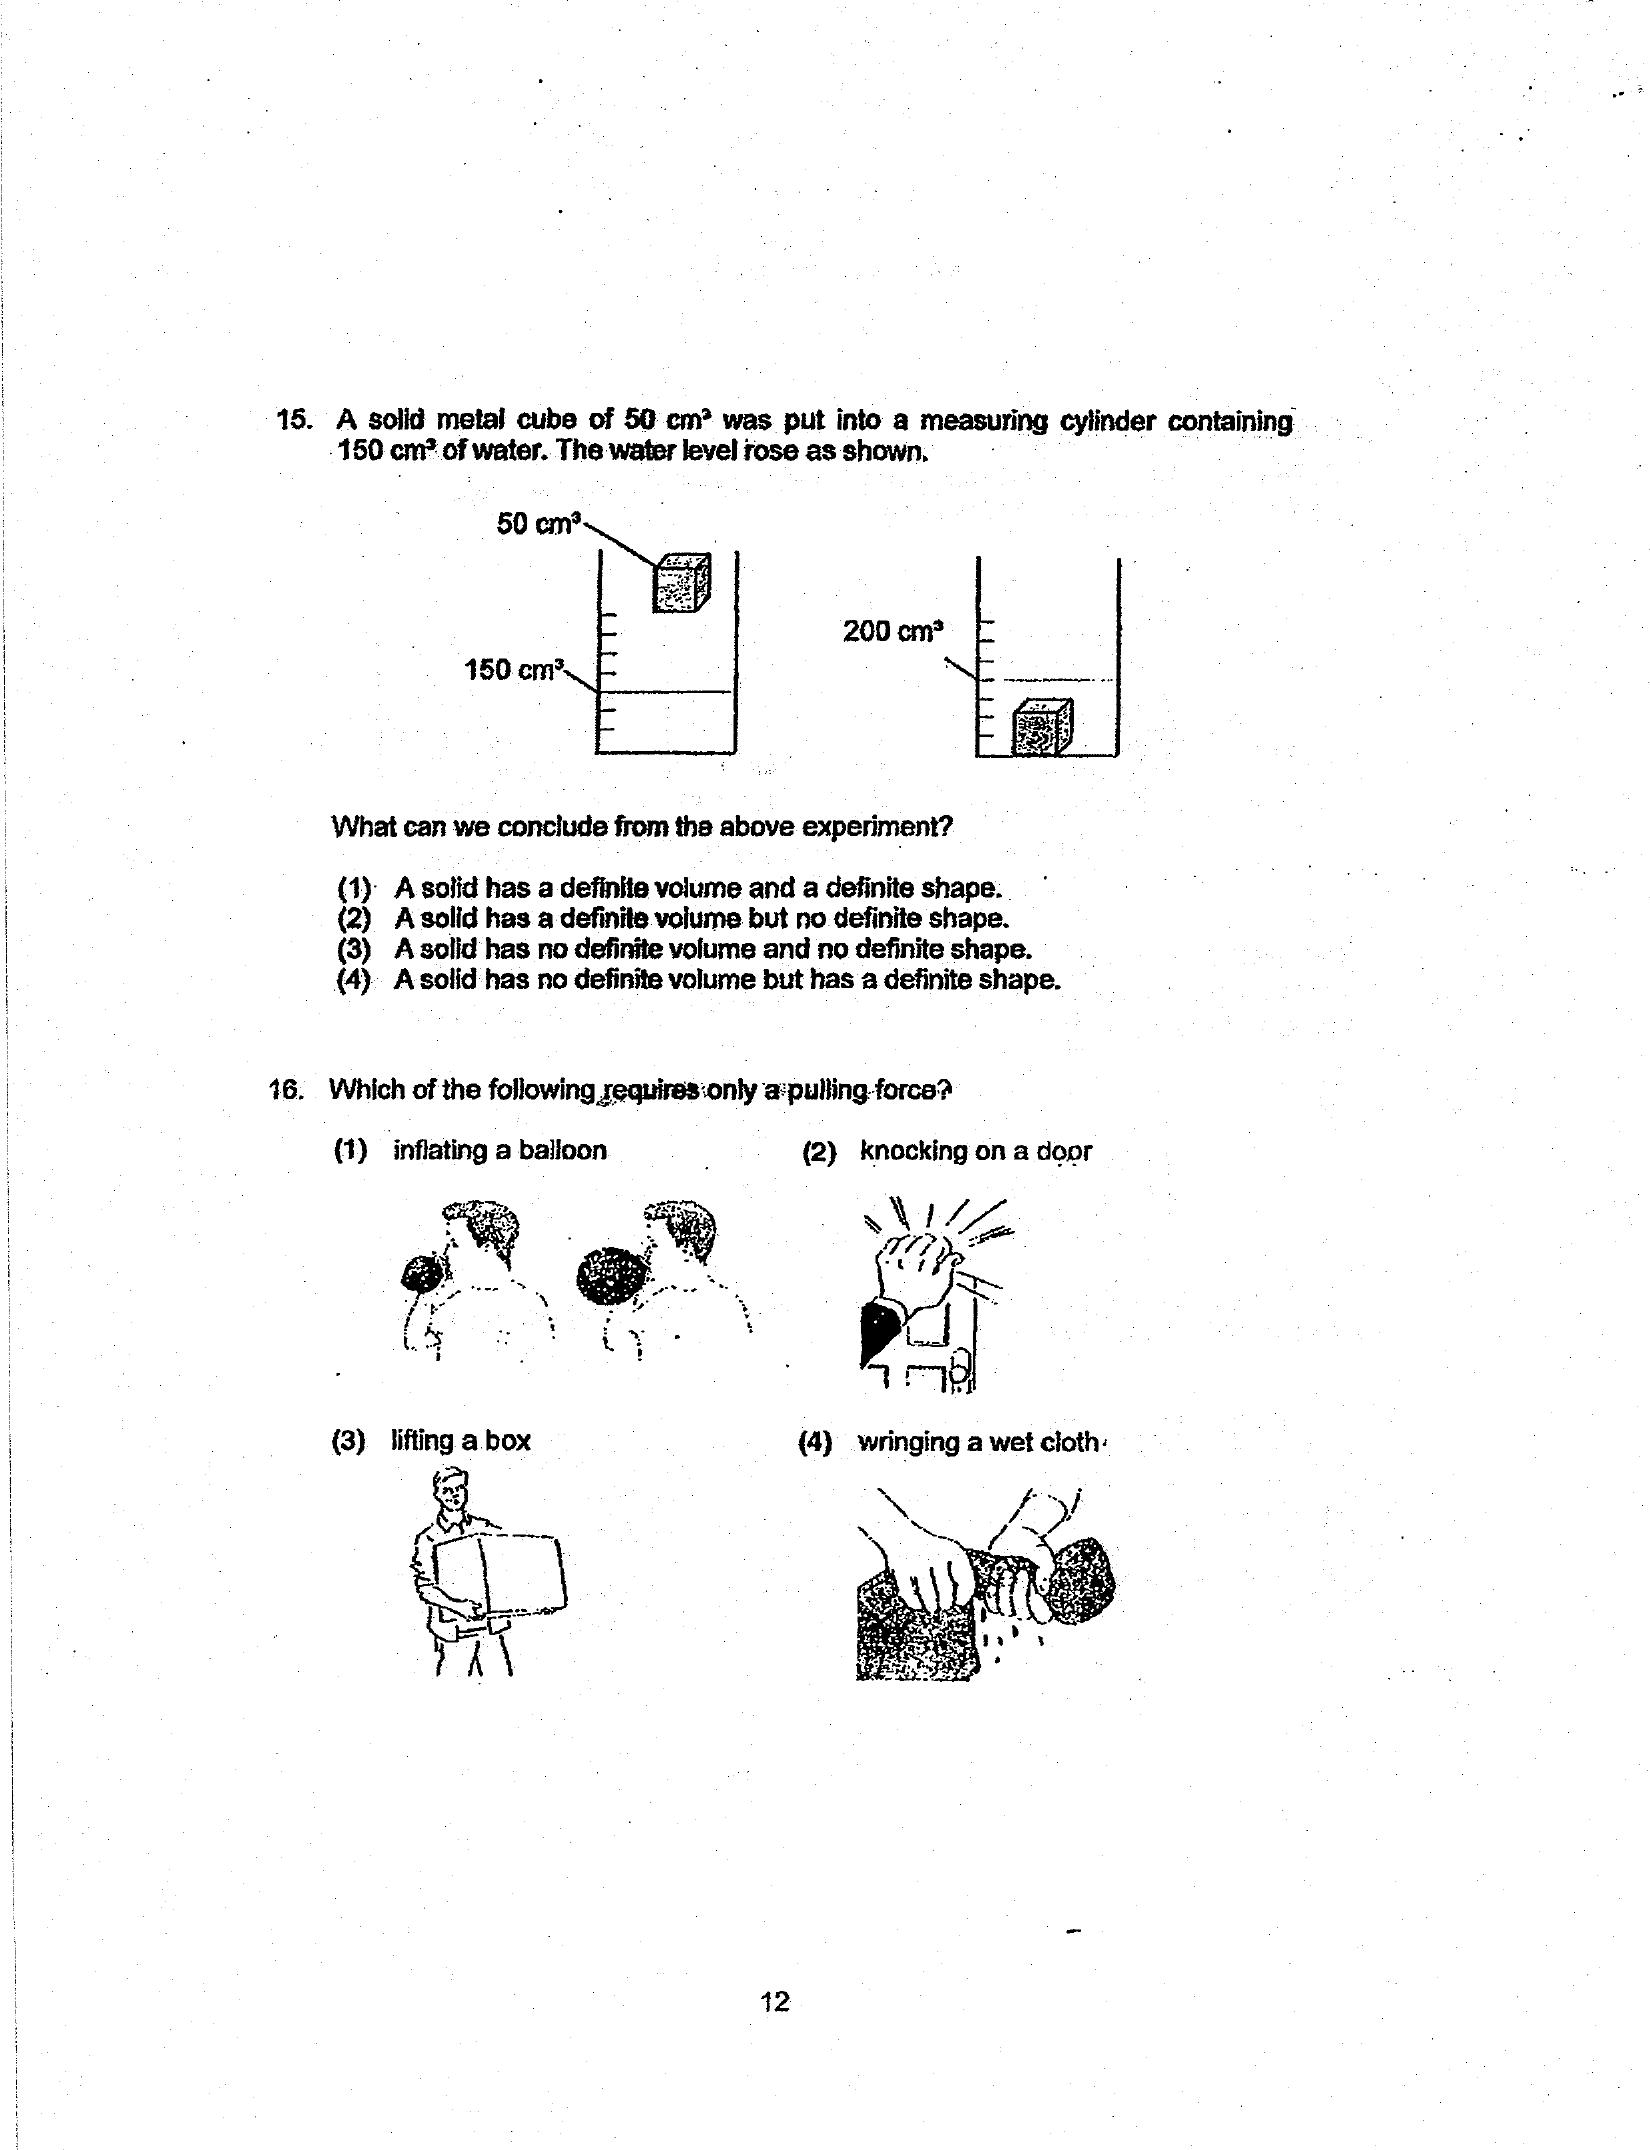 15. A solid metal cube of 50 cm³ was put into a measuring cylinder containing
150 cm³ of water. The water level rose as shown.
50 cm³
200 cm³
150 cm³
What can we conclude from the above experiment?
(1) A solid has a definite volume and a definite shape.
(2) A solid has a definite volume but no definite shape.
(3) A solid has no definite volume and no definite shape.
(4) A solid has no definite volume but has a definite shape.
16. Which of the following requires only a pulling force?
(1) inflating a balloon (2) knocking on a door
(3) lifting a box (4) wringing a wet cloth
12